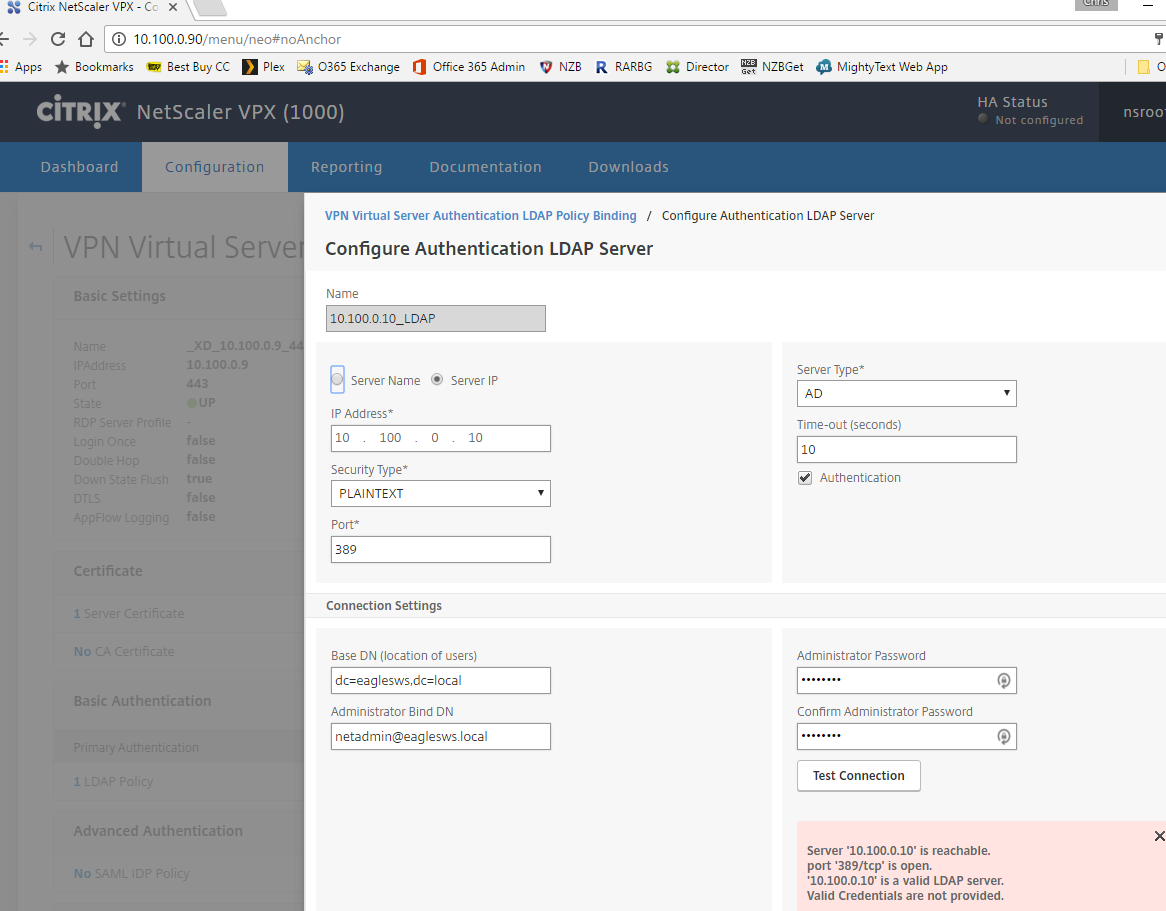 Citrix NetScaler VPX - Co
Chris
10.100.0.90/menu/neo#noAnchor
Apps Bookmarks Best Buy CC Plex O365 Exchange Office 365 Admin NZB RARBG Director NZBGet MightyText Web App
CITRIX NetScaler VPX (1000)
HA Status
Not configured
nsroot
Dashboard Configuration Reporting Documentation Downloads
VPN Virtual Server
Basic Settings
Name _XD_10.100.0.9_44
IPAddress 10.100.0.9
Port 443
State UP
RDP Server Profile -
Login Once false
Double Hop false
Down State Flush true
DTLS false
AppFlow Logging false
Certificate
1 Server Certificate
No CA Certificate
Basic Authentication
Primary Authentication
1 LDAP Policy
Advanced Authentication
No SAML IDP Policy
VPN Virtual Server Authentication LDAP Policy Binding / Configure Authentication LDAP Server
Configure Authentication LDAP Server
Name
10.100.0.10_LDAP
Server Name Server IP
IP Address*
10 . 100 . 0 . 10
Security Type*
PLAINTEXT
Port*
389
Server Type*
AD
Time-out (seconds)
10
Authentication
Connection Settings
Base DN (location of users)
dc=eaglesws,dc=local
Administrator Bind DN
netadmin@eaglesws.local
Administrator Password
••••••••
Confirm Administrator Password
••••••••
Test Connection
Server '10.100.0.10' is reachable.
port '389/tcp' is open.
'10.100.0.10' is a valid LDAP server.
Valid Credentials are not provided.